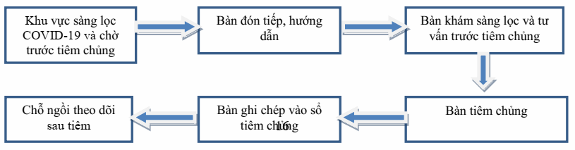 Khu vực sàng lọc
COVID-19 và chờ
trước tiêm chủng
Bàn đón tiếp, hướng
dẫn
Bàn khám sàng lọc và tư
vấn trước tiêm chủng
Bàn tiêm chủng
Bàn ghi chép vào sổ
tiêm chủng
16
Chỗ ngồi theo dõi
sau tiêm